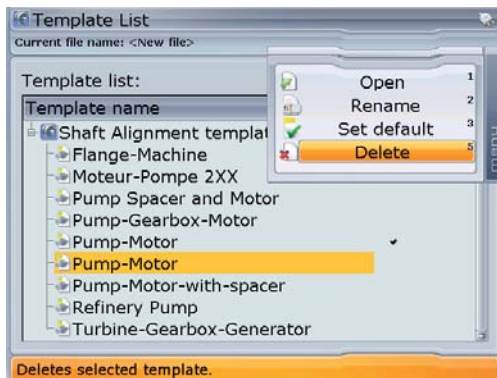 Template List
Current file name: <New file>
Template list:
Template name
Open 1
Rename 2
Set default 3
Delete 5
menu
Shaft Alignment templat
Flange-Machine
Moteur-Pompe 2XX
Pump Spacer and Motor
Pump-Gearbox-Motor
Pump-Motor
Pump-Motor
Pump-Motor-with-spacer
Refinery Pump
Turbine-Gearbox-Generator
Deletes selected template.